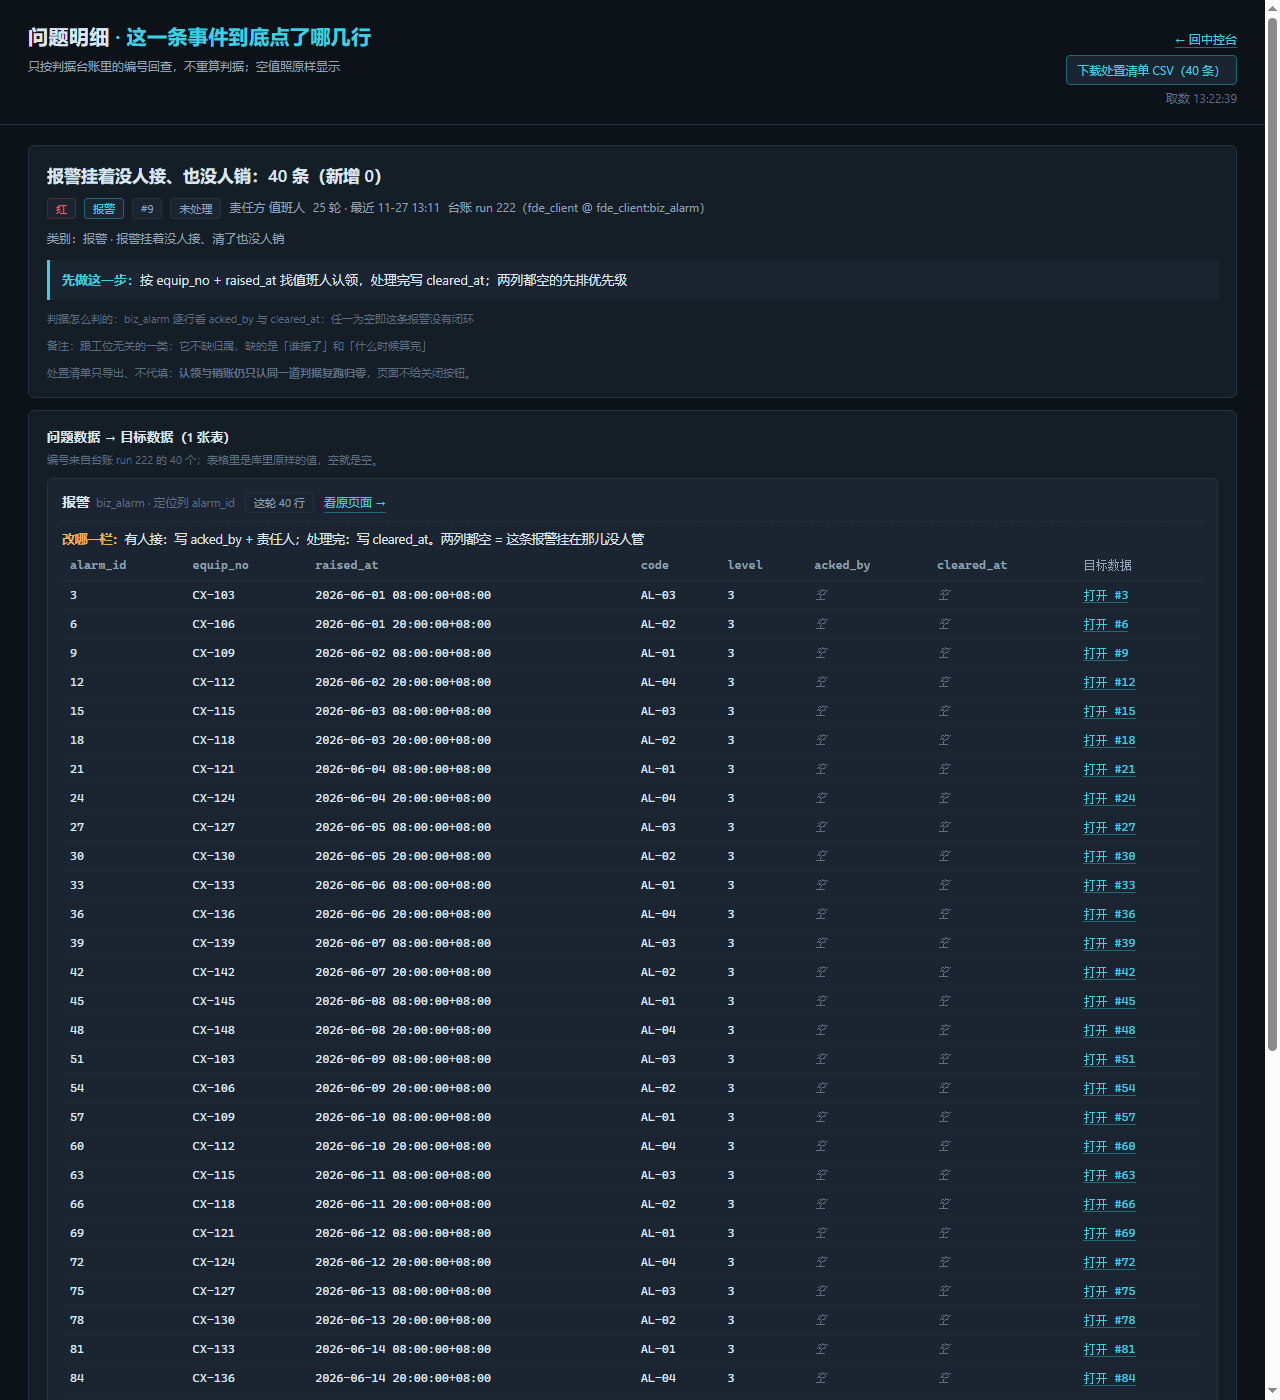 问题明细 · 这一条事件到底点了哪几行
只按判据台账里的编号回查，不重算判据；空值照原样显示
← 回中控台
下载处置清单 CSV（40 条）
取数 13:22:39
报警挂着没人接、也没人销：40 条（新增 0）
红 报警 #9 未处理 责任方 值班人 25 轮 · 最近 11-27 13:11 台账 run 222（fde_client @ fde_client:biz_alarm）
类别：报警 · 报警挂着没人接、清了也没人销
先做这一步：按 equip_no + raised_at 找值班人认领，处理完写 cleared_at；两列都空的先排优先级
判据怎么判的：biz_alarm 逐行看 acked_by 与 cleared_at：任一为空即这条报警没有闭环
备注：跟工位无关的一类：它不缺归属，缺的是「谁接了」和「什么时候算完」
处置清单只导出、不代填：认领与销账仍只认同一道判据复跑归零，页面不给关闭按钮。
问题数据 → 目标数据（1 张表）
编号来自台账 run 222 的 40 个；表格里是库里原样的值，空就是空。
报警 biz_alarm · 定位列 alarm_id 这轮 40 行 看原页面 →
改哪一栏：有人接：写 acked_by + 责任人；处理完：写 cleared_at。两列都空 = 这条报警挂在那儿没人管
alarm_id equip_no raised_at code level acked_by cleared_at 目标数据
3 CX-103 2026-06-01 08:00:00+08:00 AL-03 3 空 空 打开 #3
6 CX-106 2026-06-01 20:00:00+08:00 AL-02 3 空 空 打开 #6
9 CX-109 2026-06-02 08:00:00+08:00 AL-01 3 空 空 打开 #9
12 CX-112 2026-06-02 20:00:00+08:00 AL-04 3 空 空 打开 #12
15 CX-115 2026-06-03 08:00:00+08:00 AL-03 3 空 空 打开 #15
18 CX-118 2026-06-03 20:00:00+08:00 AL-02 3 空 空 打开 #18
21 CX-121 2026-06-04 08:00:00+08:00 AL-01 3 空 空 打开 #21
24 CX-124 2026-06-04 20:00:00+08:00 AL-04 3 空 空 打开 #24
27 CX-127 2026-06-05 08:00:00+08:00 AL-03 3 空 空 打开 #27
30 CX-130 2026-06-05 20:00:00+08:00 AL-02 3 空 空 打开 #30
33 CX-133 2026-06-06 08:00:00+08:00 AL-01 3 空 空 打开 #33
36 CX-136 2026-06-06 20:00:00+08:00 AL-04 3 空 空 打开 #36
39 CX-139 2026-06-07 08:00:00+08:00 AL-03 3 空 空 打开 #39
42 CX-142 2026-06-07 20:00:00+08:00 AL-02 3 空 空 打开 #42
45 CX-145 2026-06-08 08:00:00+08:00 AL-01 3 空 空 打开 #45
48 CX-148 2026-06-08 20:00:00+08:00 AL-04 3 空 空 打开 #48
51 CX-103 2026-06-09 08:00:00+08:00 AL-03 3 空 空 打开 #51
54 CX-106 2026-06-09 20:00:00+08:00 AL-02 3 空 空 打开 #54
57 CX-109 2026-06-10 08:00:00+08:00 AL-01 3 空 空 打开 #57
60 CX-112 2026-06-10 20:00:00+08:00 AL-04 3 空 空 打开 #60
63 CX-115 2026-06-11 08:00:00+08:00 AL-03 3 空 空 打开 #63
66 CX-118 2026-06-11 20:00:00+08:00 AL-02 3 空 空 打开 #66
69 CX-121 2026-06-12 08:00:00+08:00 AL-01 3 空 空 打开 #69
72 CX-124 2026-06-12 20:00:00+08:00 AL-04 3 空 空 打开 #72
75 CX-127 2026-06-13 08:00:00+08:00 AL-03 3 空 空 打开 #75
78 CX-130 2026-06-13 20:00:00+08:00 AL-02 3 空 空 打开 #78
81 CX-133 2026-06-14 08:00:00+08:00 AL-01 3 空 空 打开 #81
84 CX-136 2026-06-14 20:00:00+08:00 AL-04 3 空 空 打开 #84